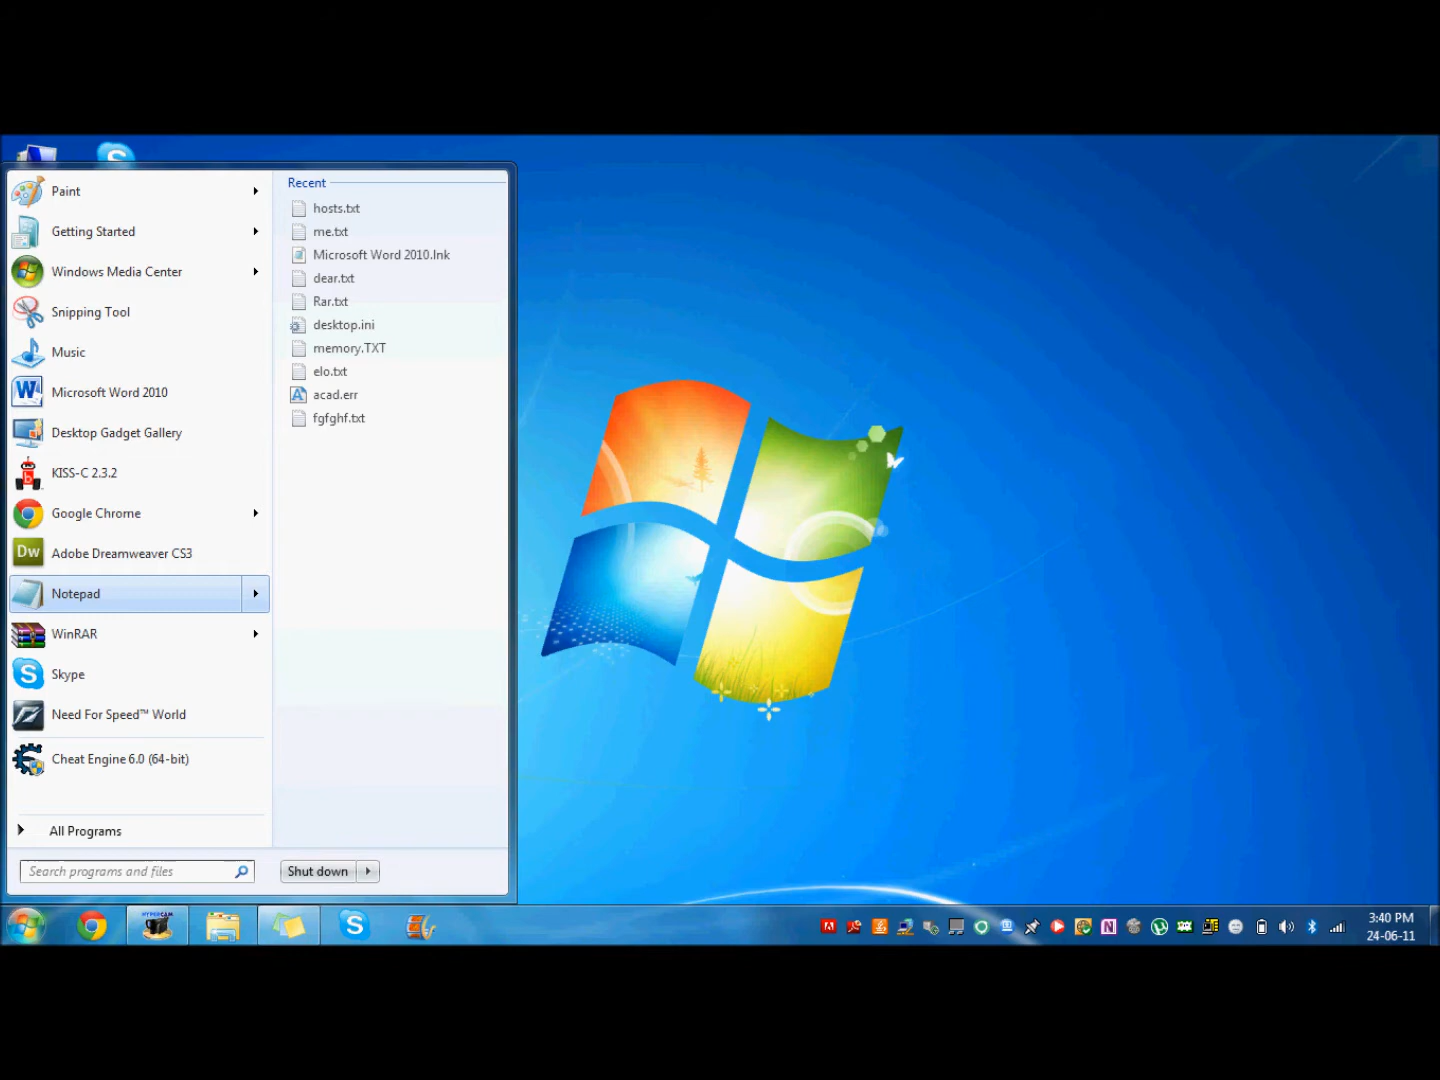 Paint
Getting Started
Windows Media Center
Snipping Tool
Music
Microsoft Word 2010
Desktop Gadget Gallery
KISS-C 2.3.2
Google Chrome
Dw Adobe Dreamweaver CS3
Notepad
WinRAR
Skype
Need For Speed™ World
Cheat Engine 6.0 (64-bit)
All Programs
Search programs and files
Recent
hosts.txt
me.txt
Microsoft Word 2010.lnk
dear.txt
Rar.txt
desktop.ini
memory.TXT
elo.txt
acad.err
fgfghf.txt
Shut down
HYPERCAM
3:40 PM
24-06-11